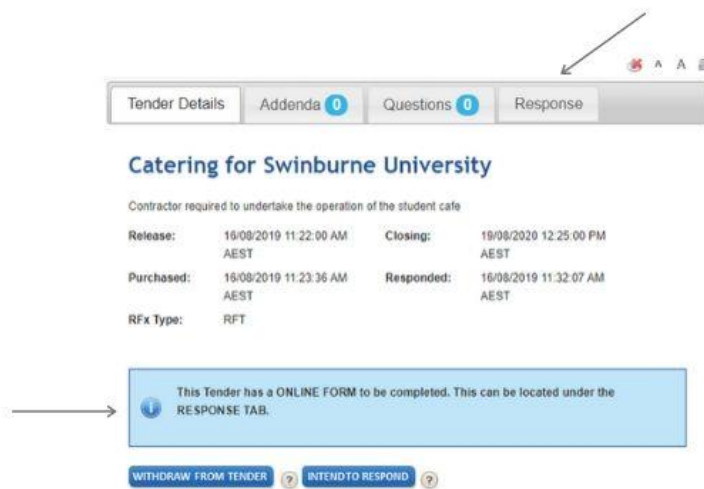 A A
Tender Details Addenda 0 Questions 0 Response
Catering for Swinburne University
Contractor required to undertake the operation of the student cafe
Release: 16/08/2019 11:22:00 AM Closing: 19/08/2020 12:25:00 PM
AEST AEST
Purchased: 16/08/2019 11:23:36 AM Responded: 16/08/2019 11:32:07 AM
AEST AEST
RFx Type: RFT
This Tender has a ONLINE FORM to be completed. This can be located under the
RESPONSE TAB.
WITHDRAW FROM TENDER ? INTEND TO RESPOND ?